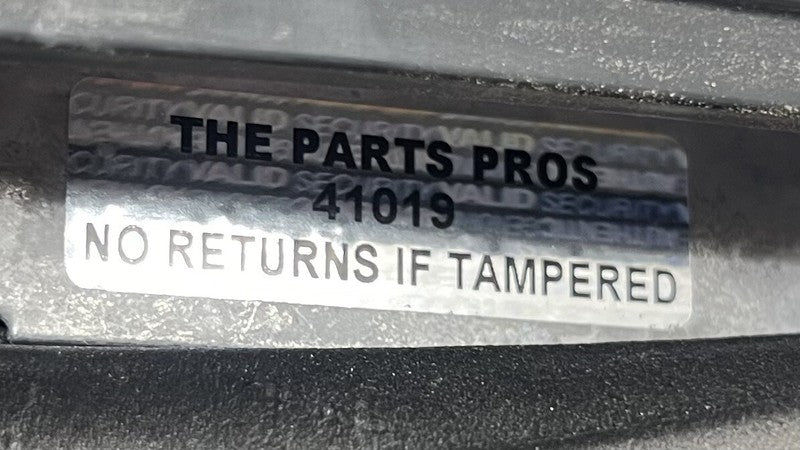 THE PARTS PROS
41019
NO RETURNS IF TAMPERED